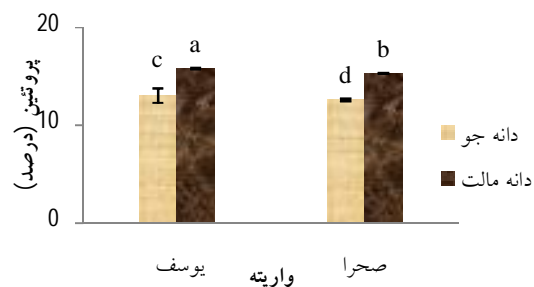 پروتئین (درصد)
20
10
0
c
a
d
b
یوسف
صحرا
واریته
دانه جو
دانه مالت